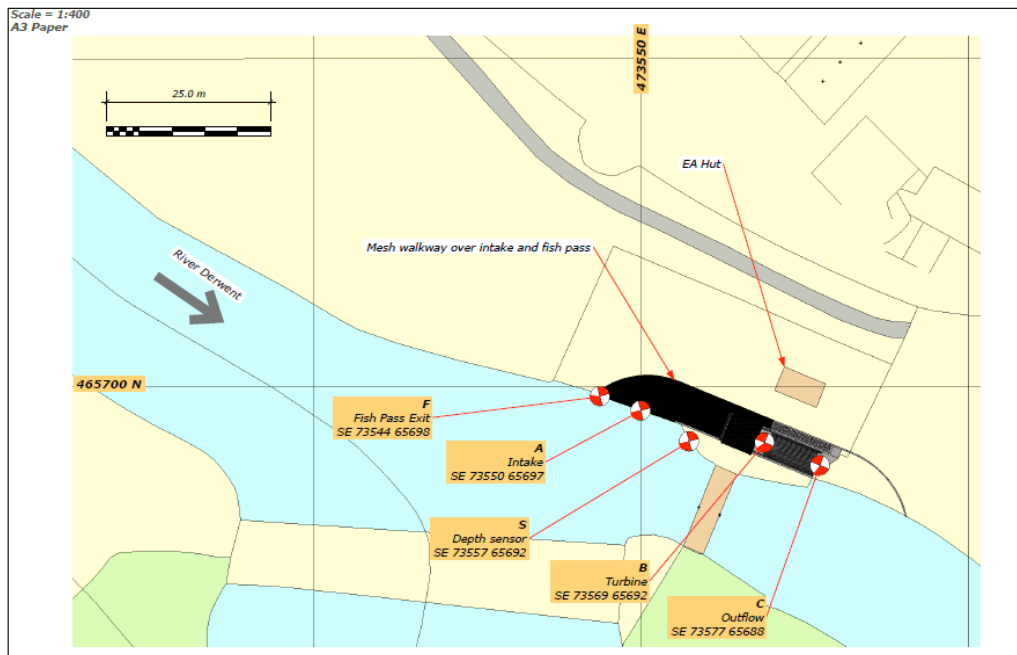 Scale = 1:400
A3 Paper
25.0 m
473550 E
EA Hut
Mesh walkway over intake and fish pass
River Derwent
465700 N
F
Fish Pass Exit
SE 73544 65698
A
Intake
SE 73550 65697
S
Depth sensor
SE 73557 65692
B
Turbine
SE 73569 65692
C
Outflow
SE 73577 65688